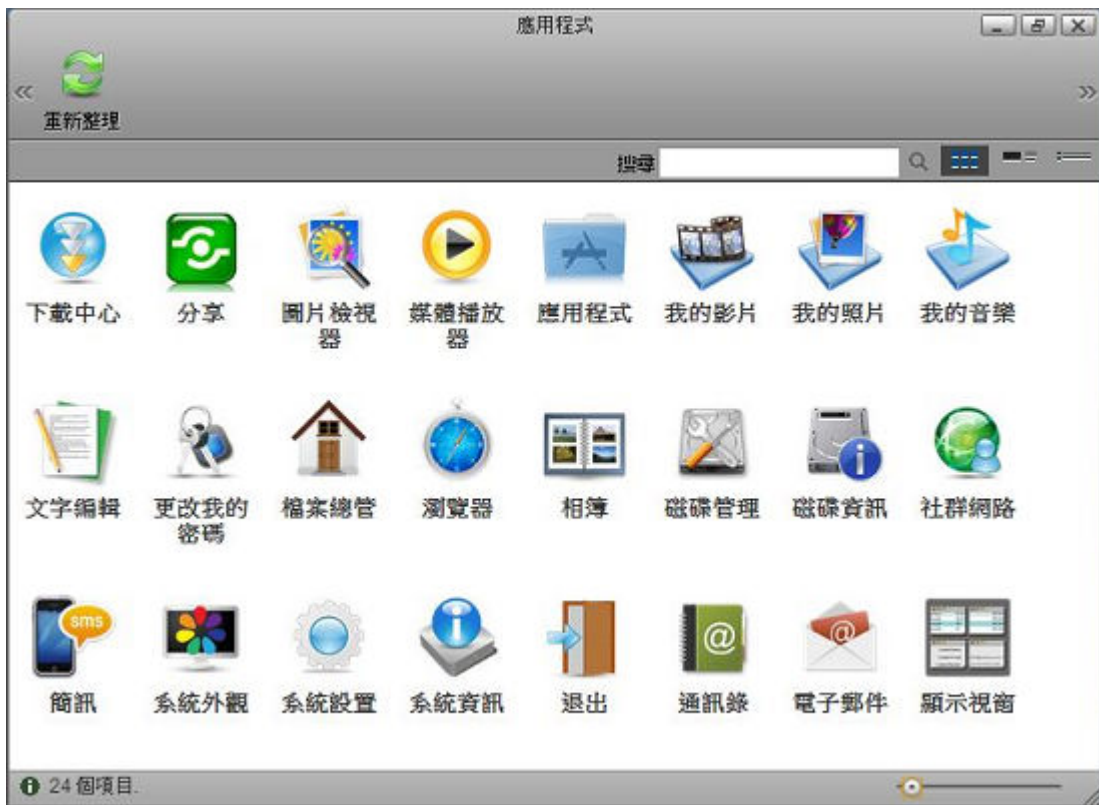 應用程式
重新整理
搜尋
下載中心
分享
圖片檢視
器
媒體播放
器
應用程式
我的影片
我的照片
我的音樂
文字編輯
更改我的
密碼
檔案總管
瀏覽器
相簿
磁碟管理
磁碟資訊
社群網路
sms
@
@
簡訊
系統外觀
系統設置
系統資訊
退出
通訊錄
電子郵件
顯示視窗
24 個項目.